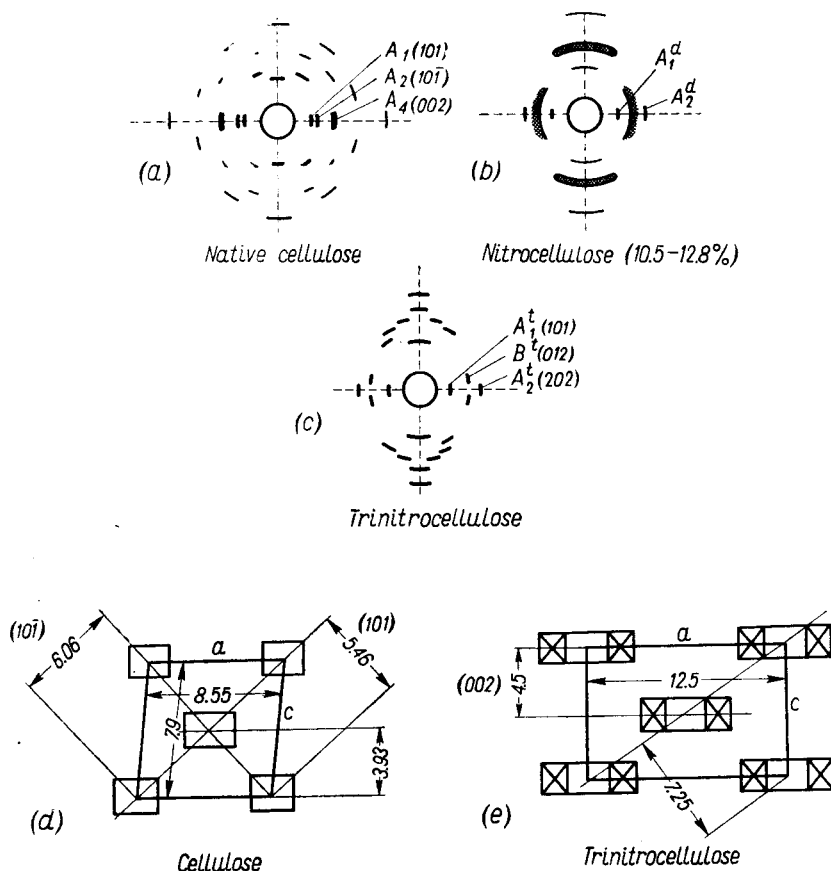 A₁(101)
A₂(101̄)
A₄(002)
(a)
Native cellulose
A₁ᵈ
A₂ᵈ
(b)
Nitrocellulose (10.5–12.8%)
A₁ᵗ(101)
Bᵗ(012)
A₂ᵗ(202)
(c)
Trinitrocellulose
(101̄)
6.06
a
8.55
7.9
c
(101)
5.46
3.93
(d)
Cellulose
(002)
4.5
a
12.5
c
7.25
(e)
Trinitrocellulose